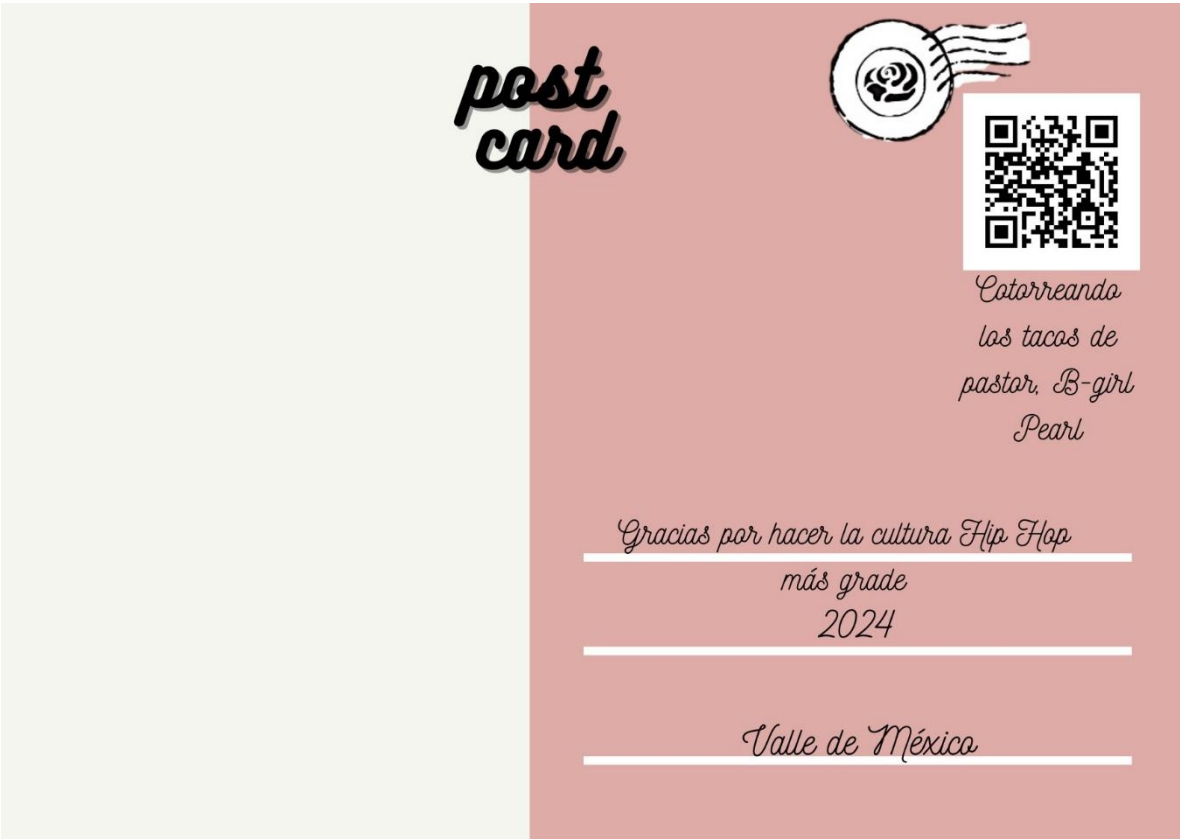 post
card
Cotorreando
los tacos de
pastor, B-girl
Pearl
Gracias por hacer la cultura Hip Hop
más grade
2024
Valle de México